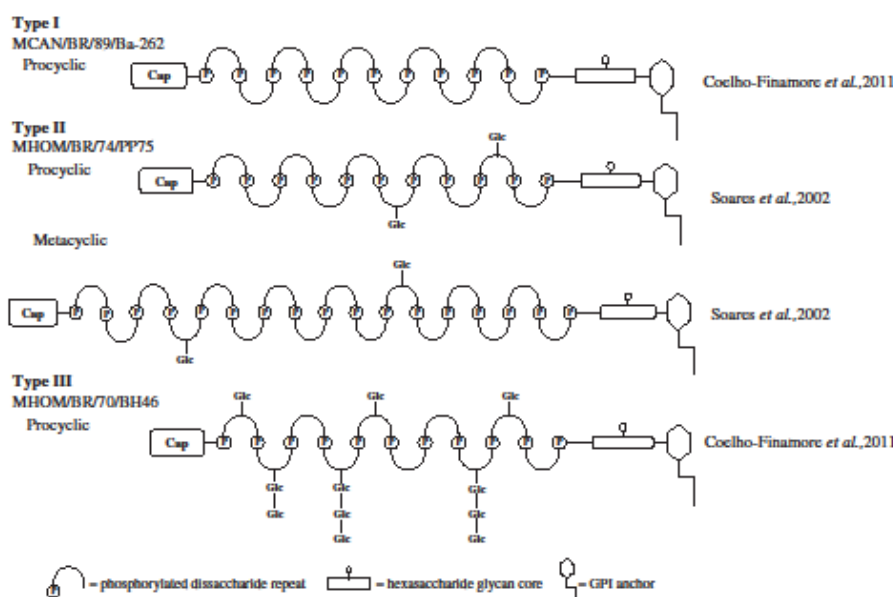 Type I
MCAN/BR/89/Ba-262
Procyclic
Cap P P P P P P P P P P P
Coelho-Finamore et al.,2011
Type II
MHOM/BR/74/PP75
Procyclic
Glc
Cap P P P P P P P P P P P
Soares et al.,2002
Glc
Metacyclic
Glc
Cap P P P P P P P P P P P P P P P P P P
Soares et al.,2002
Glc
Type III
MHOM/BR/70/BH46
Procyclic
Glc Glc Glc
Cap P P P P P P P P P P P
Coelho-Finamore et al.,2011
Glc Glc Glc
Glc Glc Glc
Glc Glc
P = phosphorylated dissaccharide repeat = hexasaccharide glycan core = GPI anchor